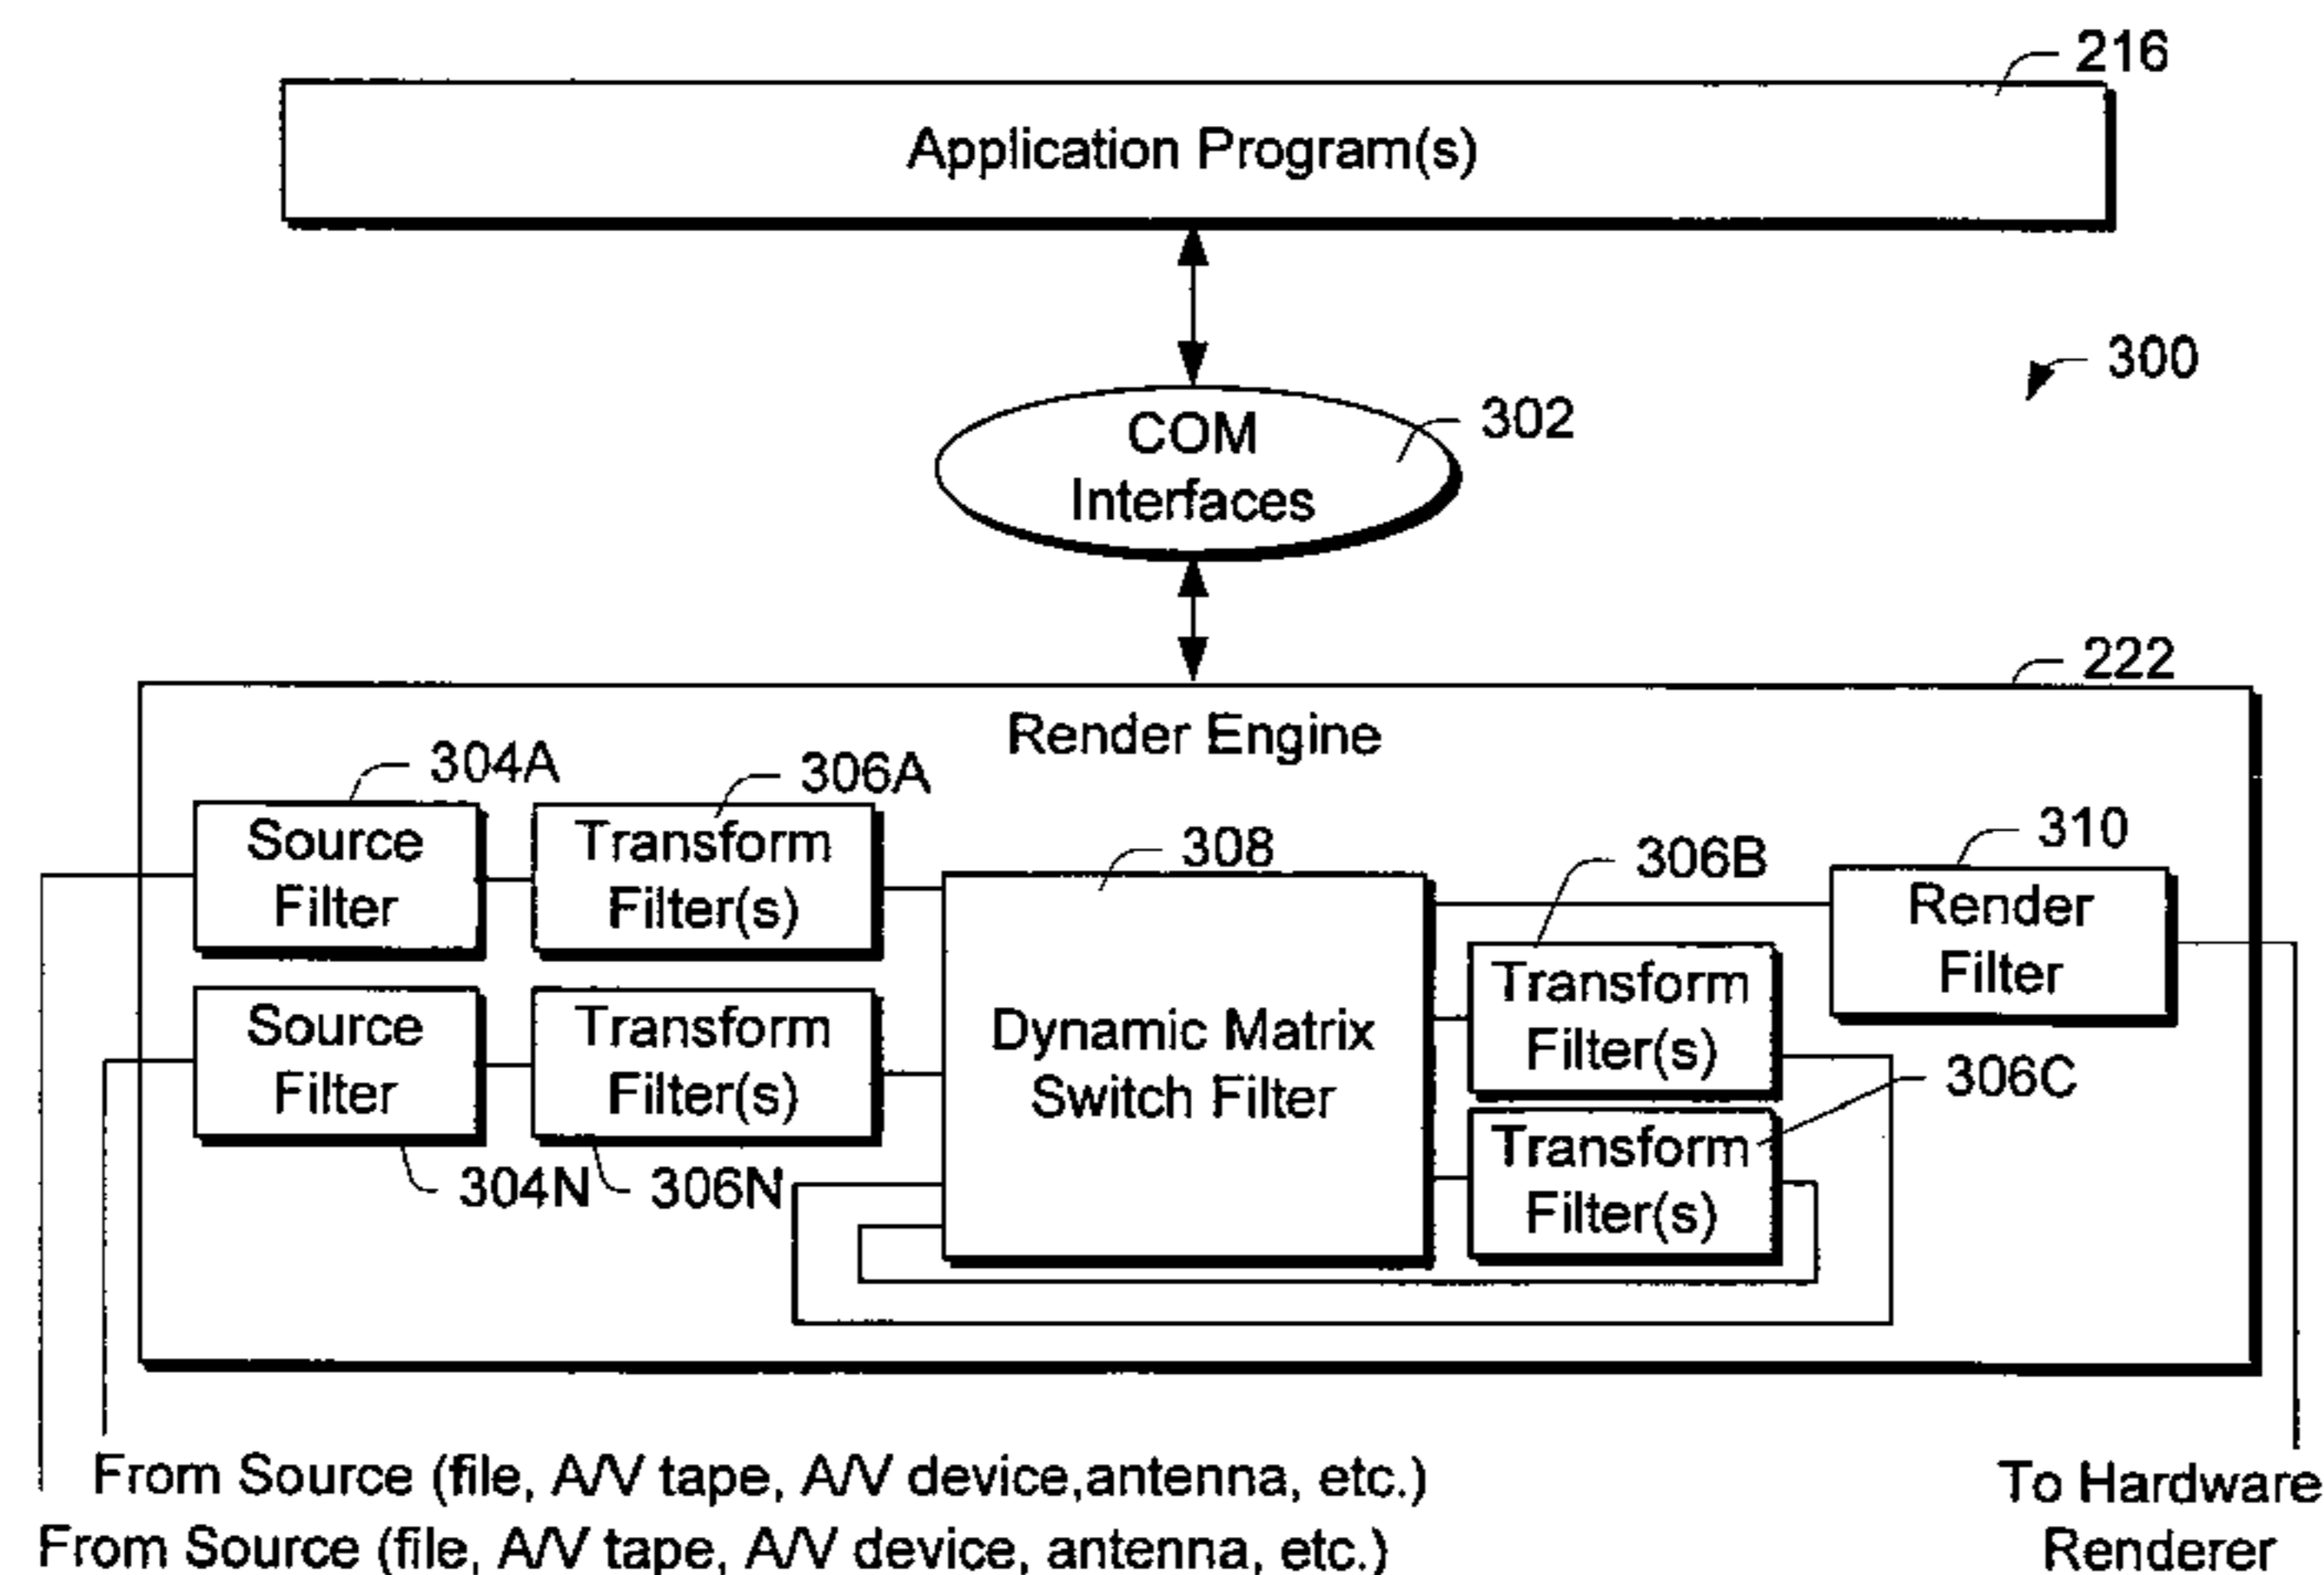 216
Application Program(s)
300
COM
Interfaces
302
222
Render Engine
304A
306A
308
306B
310
Source
Filter
Transform
Filter(s)
Render
Filter
Source
Filter
Transform
Filter(s)
Dynamic Matrix
Switch Filter
Transform
Filter(s)
306C
Transform
Filter(s)
304N
306N
From Source (file, A/V tape, A/V device,antenna, etc.)
From Source (file, A/V tape, A/V device, antenna, etc.)
To Hardware
Renderer